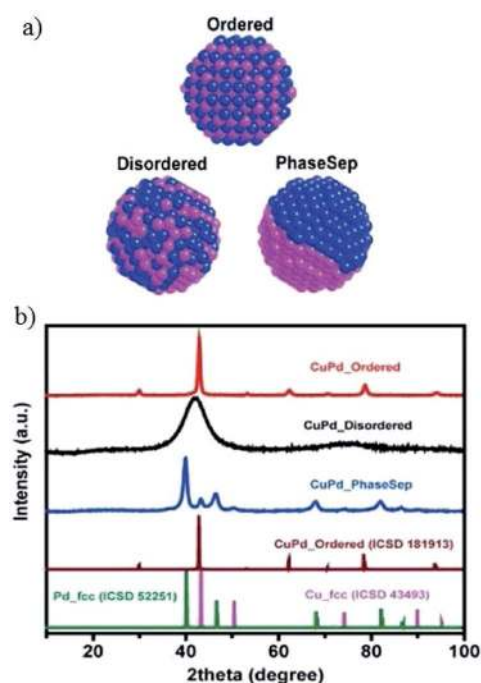 a)
Ordered
Disordered
PhaseSep
b)
CuPd_Ordered
CuPd_Disordered
CuPd_PhaseSep
CuPd_Ordered (ICSD 181913)
Pd_fcc (ICSD 52251)
Cu_fcc (ICSD 43493)
Intensity (a.u.)
20
40
60
80
100
2theta (degree)